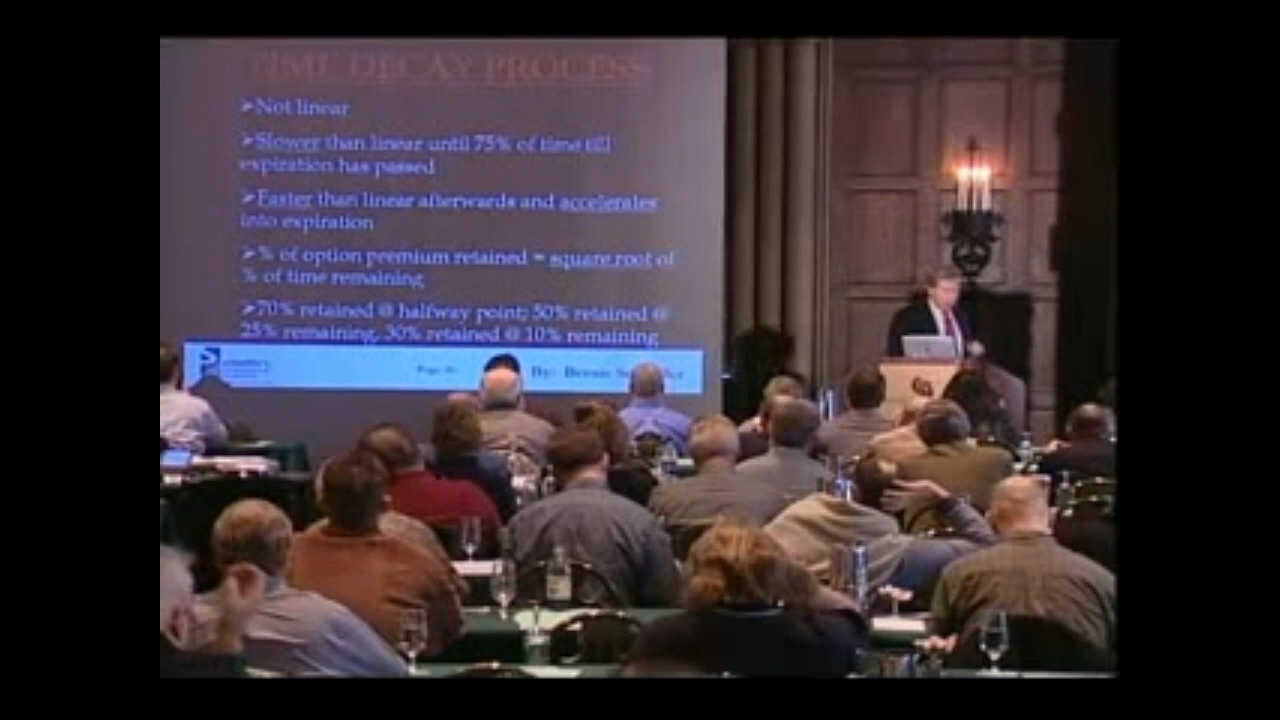 TIME DECAY PROCESS
➢Not linear
➢Slower than linear until 75% of time till
expiration has passed
➢Faster than linear afterwards and accelerates
into expiration
➢% of option premium retained = square root of
% of time remaining
➢70% retained @ halfway point; 50% retained @
25% remaining, 30% retained @ 10% remaining
By: Bernie